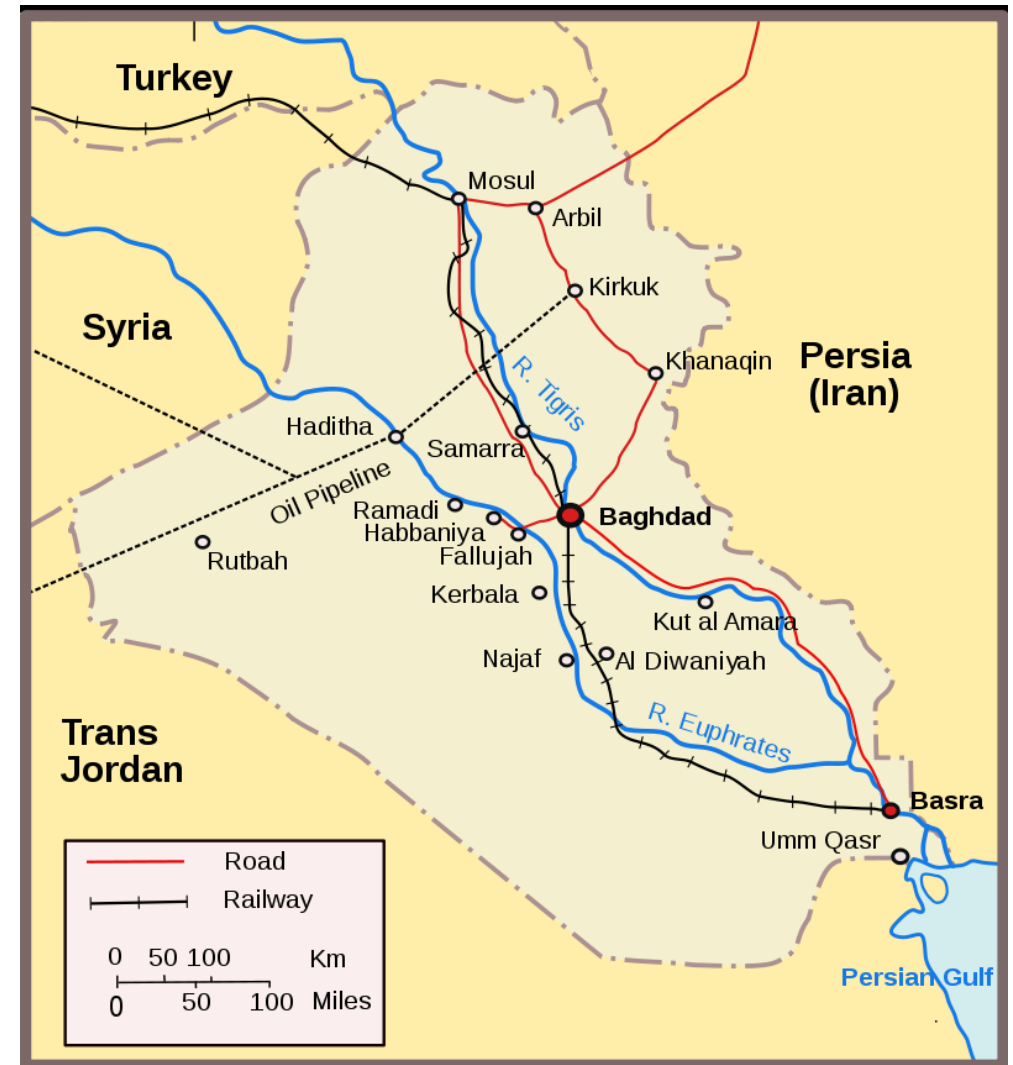 Turkey
Mosul
Arbil
Kirkuk
Syria
Persia
(Iran)
Khanaqin
R. Tigris
Haditha
Samarra
Oil Pipeline
Ramadi
Baghdad
Habbaniya
Fallujah
Rutbah
Kerbala
Kut al Amara
Najaf
Al Diwaniyah
Trans
Jordan
R. Euphrates
Basra
Umm Qasr
Persian Gulf
Road
Railway
0 50 100 Km
0 50 100 Miles